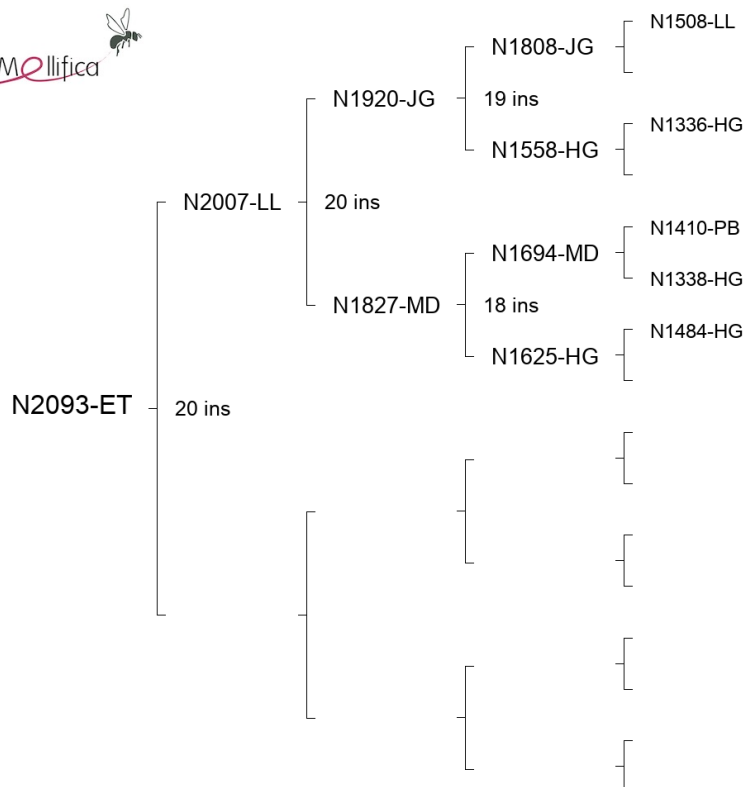 Mellifica
N1508-LL
N1808-JG
N1920-JG
19 ins
N1336-HG
N1558-HG
N2007-LL
20 ins
N1410-PB
N1694-MD
N1338-HG
N1827-MD
18 ins
N1484-HG
N1625-HG
N2093-ET
20 ins